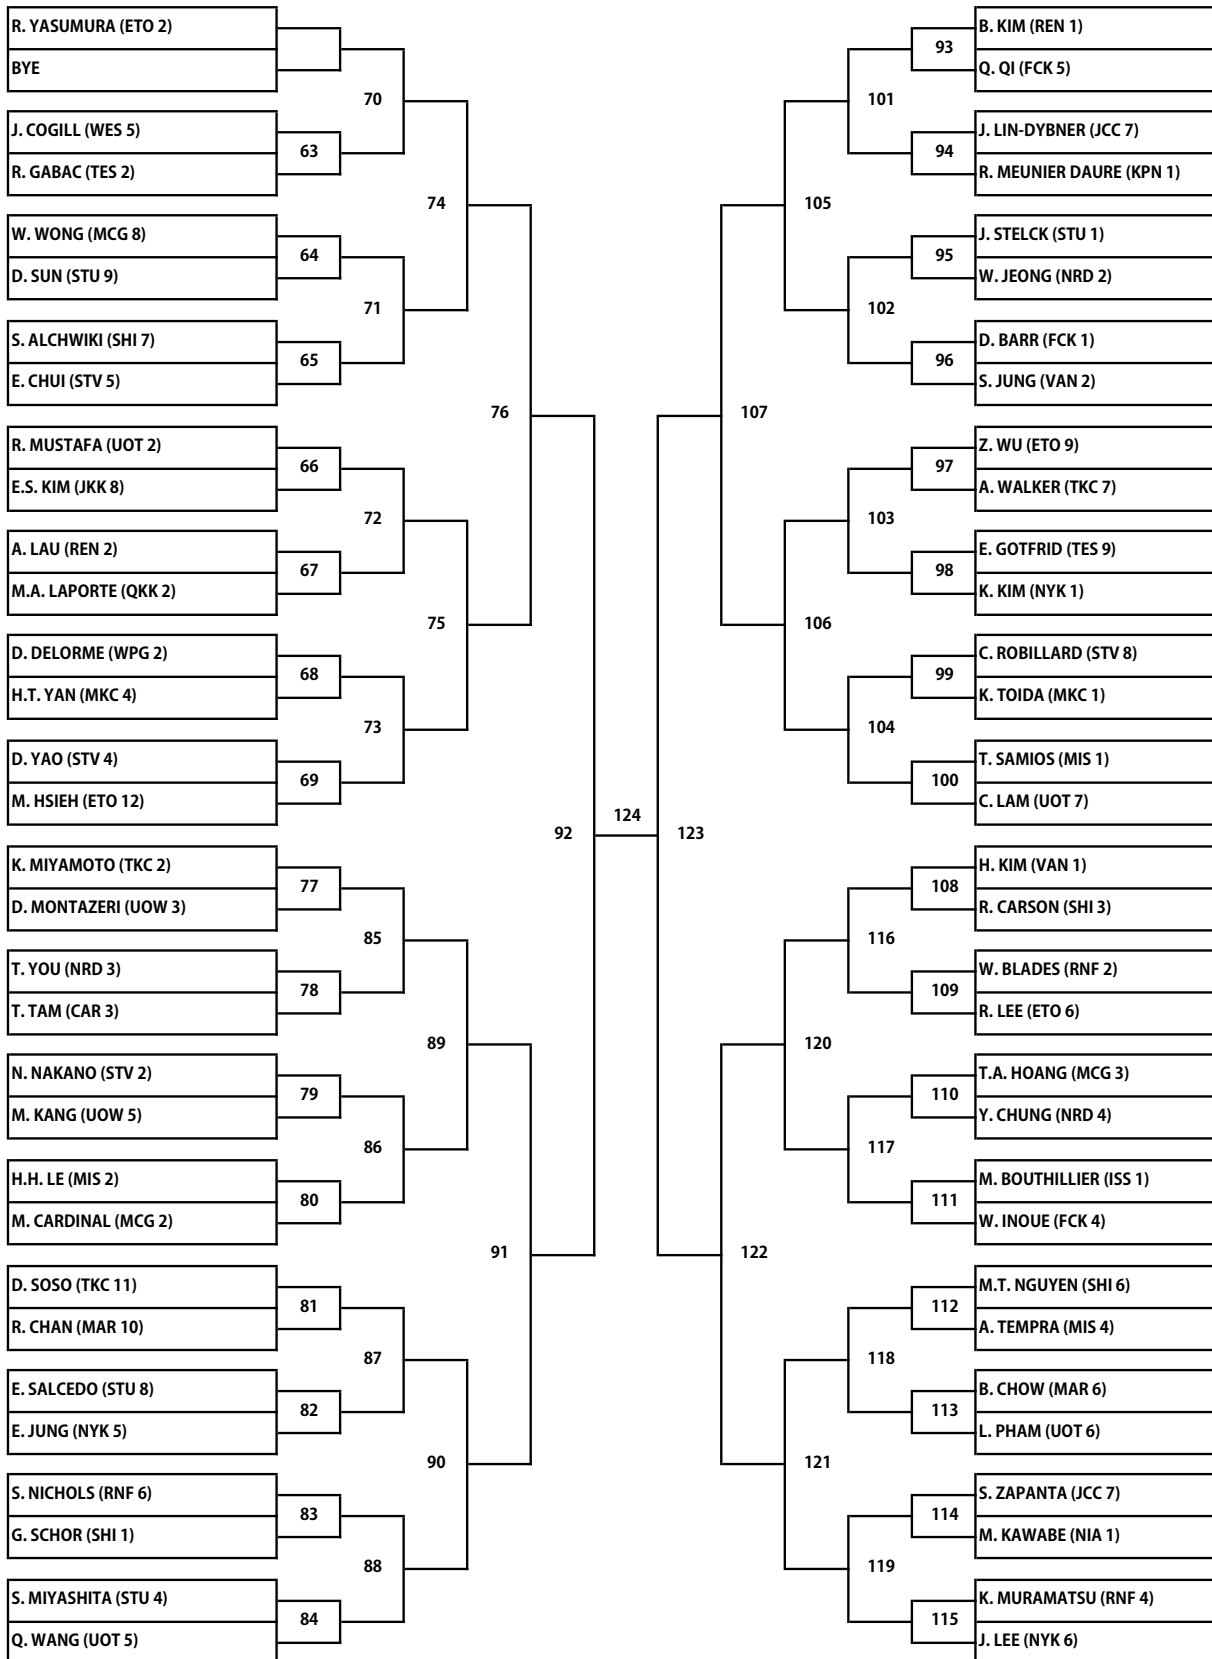 R. YASUMURA (ETO 2)
BYE
70
J. COGILL (WES 5)
63
R. GABAC (TES 2)
74
W. WONG (MCG 8)
64
D. SUN (STU 9)
71
S. ALCHWIKI (SHI 7)
65
E. CHUI (STV 5)
76
R. MUSTAFA (UOT 2)
66
E.S. KIM (JKK 8)
72
A. LAU (REN 2)
67
M.A. LAPORTE (QKK 2)
75
D. DELORME (WPG 2)
68
H.T. YAN (MKC 4)
73
D. YAO (STV 4)
69
M. HSIEH (ETO 12)
92
K. MIYAMOTO (TKC 2)
77
D. MONTAZERI (UOW 3)
85
T. YOU (NRD 3)
78
T. TAM (CAR 3)
89
N. NAKANO (STV 2)
79
M. KANG (UOW 5)
86
H.H. LE (MIS 2)
80
M. CARDINAL (MCG 2)
91
D. SOSO (TKC 11)
81
R. CHAN (MAR 10)
87
E. SALCEDO (STU 8)
82
E. JUNG (NYK 5)
90
S. NICHOLS (RNF 6)
83
G. SCHOR (SHI 1)
88
S. MIYASHITA (STU 4)
84
Q. WANG (UOT 5)
124
B. KIM (REN 1)
93
Q. QI (FCK 5)
101
J. LIN-DYBNER (JCC 7)
94
R. MEUNIER DAURE (KPN 1)
105
J. STELCK (STU 1)
95
W. JEONG (NRD 2)
102
D. BARR (FCK 1)
96
S. JUNG (VAN 2)
107
Z. WU (ETO 9)
97
A. WALKER (TKC 7)
103
E. GOTFRID (TES 9)
98
K. KIM (NYK 1)
106
C. ROBILLARD (STV 8)
99
K. TOIDA (MKC 1)
104
T. SAMIOS (MIS 1)
100
C. LAM (UOT 7)
123
H. KIM (VAN 1)
108
R. CARSON (SHI 3)
116
W. BLADES (RNF 2)
109
R. LEE (ETO 6)
120
T.A. HOANG (MCG 3)
110
Y. CHUNG (NRD 4)
117
M. BOUTHILLIER (ISS 1)
111
W. INOUE (FCK 4)
122
M.T. NGUYEN (SHI 6)
112
A. TEMPRA (MIS 4)
118
B. CHOW (MAR 6)
113
L. PHAM (UOT 6)
121
S. ZAPANTA (JCC 7)
114
M. KAWABE (NIA 1)
119
K. MURAMATSU (RNF 4)
115
J. LEE (NYK 6)